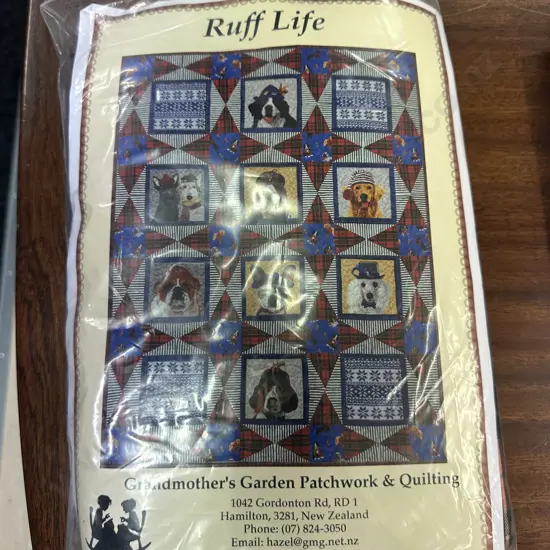 Ruff Life
Grandmother's Garden Patchwork & Quilting
1042 Gordonton Rd, RD 1
Hamilton, 3281, New Zealand
Phone: (07) 824-3050
Email: hazel@gmg.net.nz